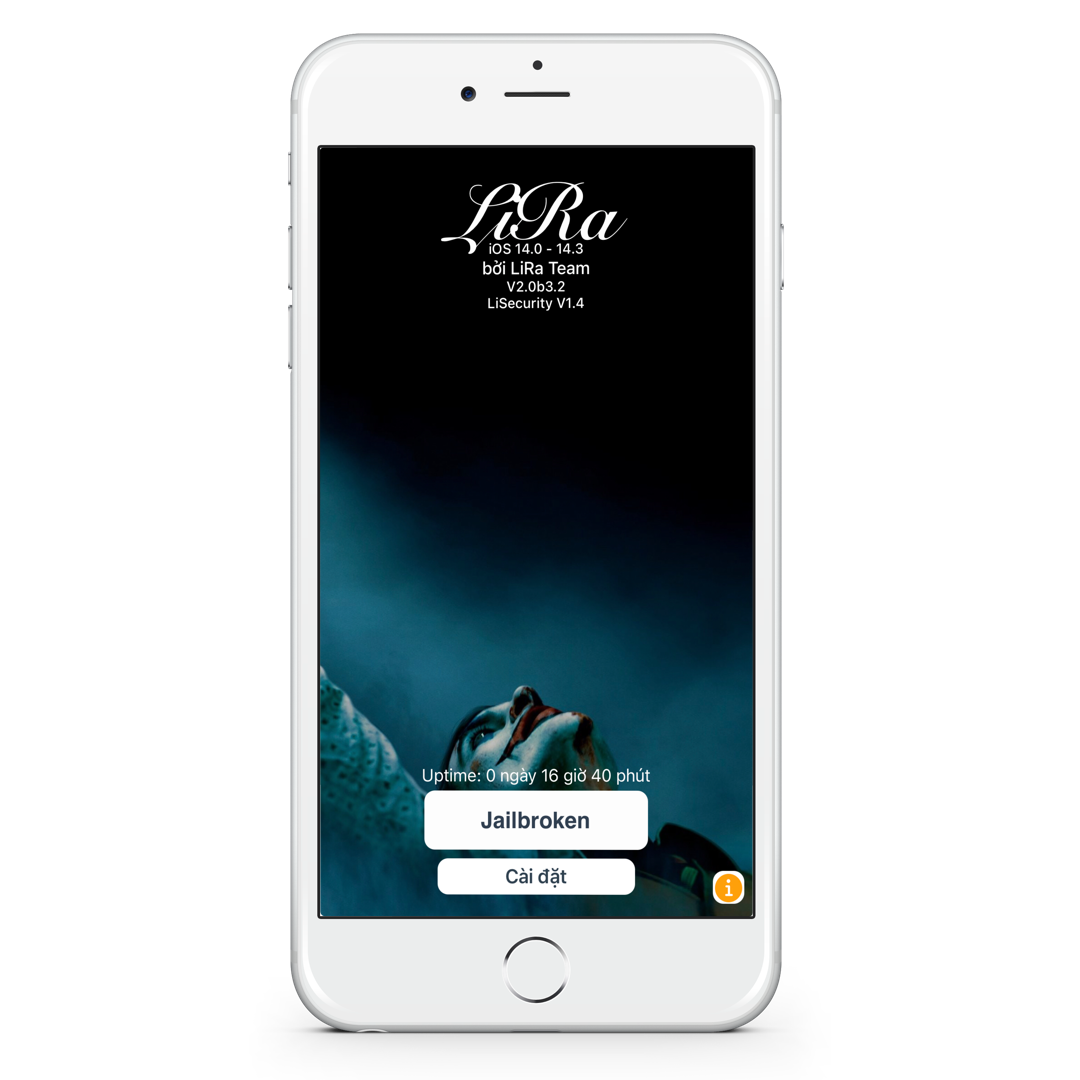 LiRa
iOS 14.0 - 14.3
bởi LiRa Team
V2.0b3.2
LiSecurity V1.4
Uptime: 0 ngày 16 giờ 40 phút
Jailbroken
Cài đặt
i